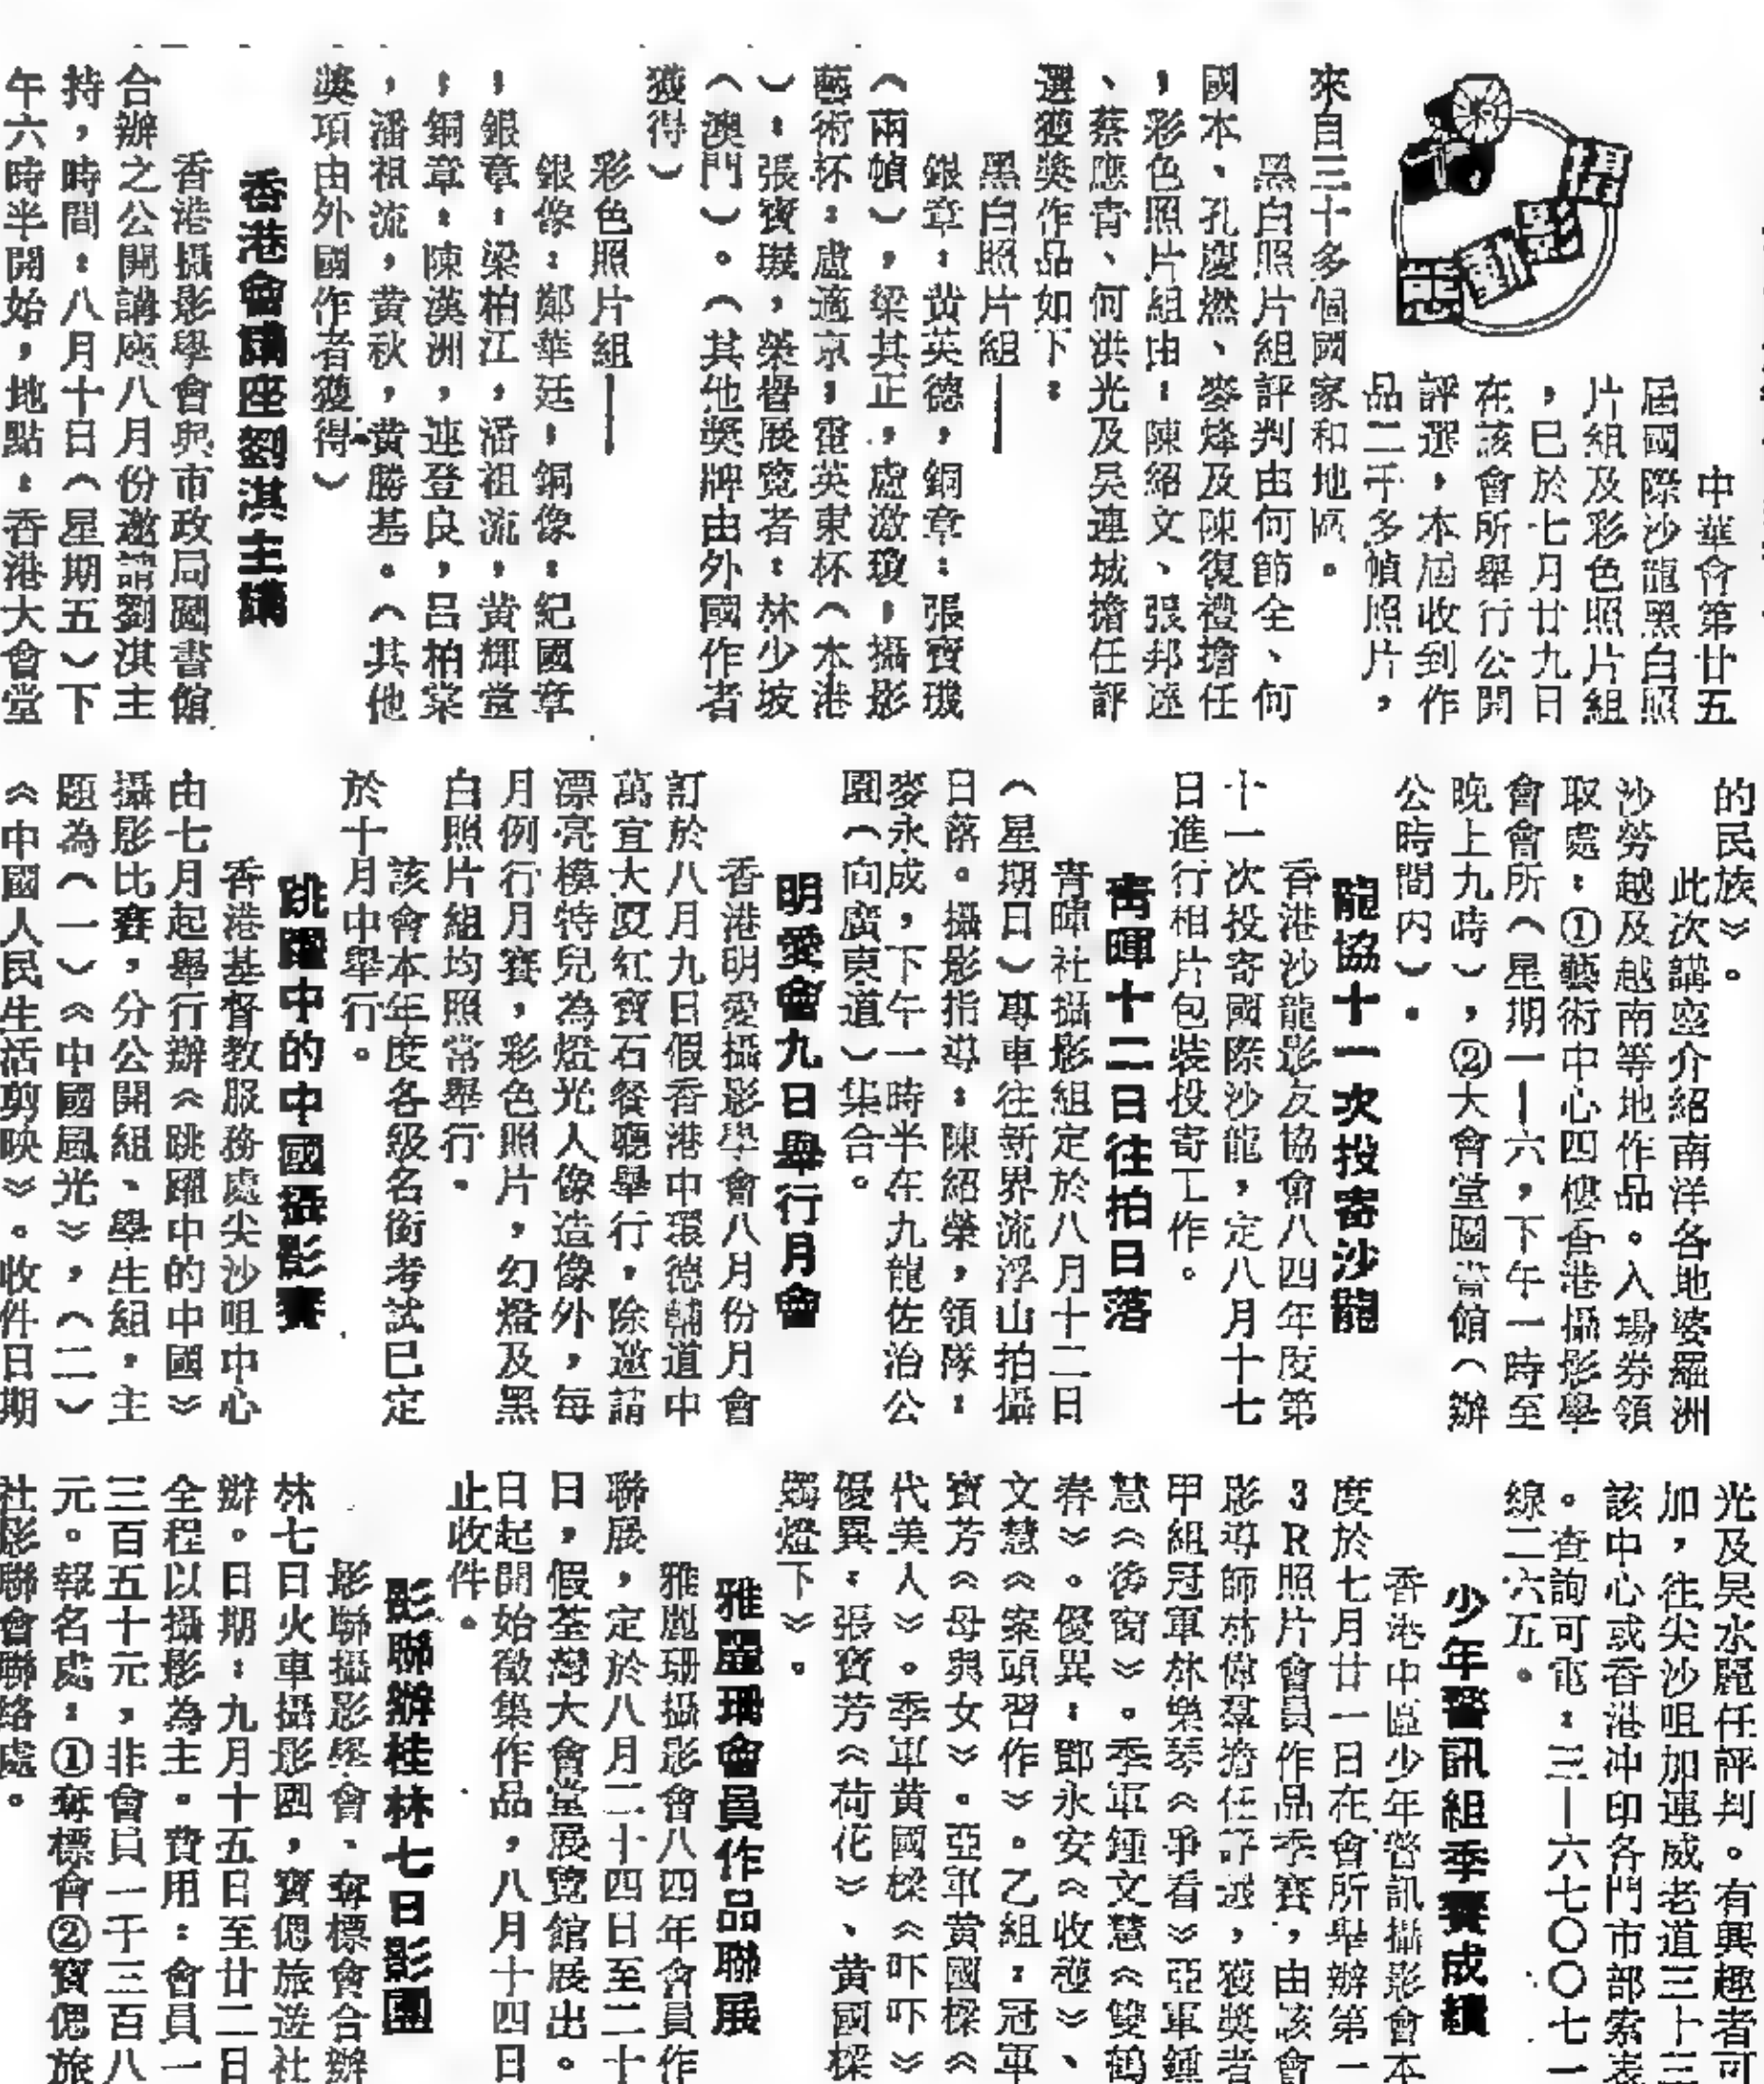 攝影動態
中華會第廿五
屆國際沙龍黑白照
片組及彩色照片組
，已於七月廿九日
在該會所舉行公開
評選，本屆收到作
品二千多幀照片，
來自三十多個國家和地區。
黑白照片組評判由何節全、何
國本、孔慶燃、麥烽及陳復禮擔任
，彩色照片組由：陳紹文、張邦
、蔡應青、何洪光及吳連城擔任評
選獲獎作品如下：
黑白照片組——
銀章：黄英德，銅章：張寶璣
（兩幀），梁其正，盧激瓊，攝影
藝術杯：盧適京，霍英東杯（本港
）：張寶璣，榮譽展覽者：林少坡
（澳門）。（其他獎牌由外國作者
獲得）
彩色照片組——
銀像：鄭華廷，銅像：紀國章
，銀章：梁柏江，潘祖流，黄輝堂
，銅章：陳漢洲，連登良，呂柏棠
，潘祖流，黄秋，黄勝基。（其他
獎項由外國作者獲得）
香港會講座劉淇主講
香港攝影學會與市政局圖書館
合辦之公開講座八月份邀請劉淇主
持，時間：八月十日（星期五）下
午六時半開始，地點：香港大會堂
的民族》。
此次講座介紹南洋各地婆羅洲
沙勞越及越南等地作品。入場券領
取處：①藝術中心四樓香港攝影學
會會所（星期一—六，下午一時至
晚上九時），②大會堂圖書館（辦
公時間内）．
龍協十一次投寄沙龍
香港沙龍影友協會八四年度第
十一次投寄國際沙龍，定八月十七
日進行相片包裝投寄工作。
青暉十二日往拍日落
青暉社攝影組定於八月十二日
（星期日）專車往新界流浮山拍攝
日落。攝影指導：陳紹榮，領隊：
麥永成，下午一時半在九龍佐治公
園（向廣東道）集合。
明愛會九日舉行月會
香港明愛攝影學會八月份月會
訂於八月九日假香港中環德輔道中
萬宜大廈紅寶石餐廳舉行，除邀請
漂亮模特兒為燈光人像造像外，每
月例行月賽，彩色照片，幻燈及黑
白照片組均照常舉行．
該會本年度各級名銜考試已定
於十月中舉行。
跳躍中的中國攝影賽
香港基督教服務處尖沙咀中心
由七月起舉行辦《跳躍中的中國》
攝影比賽，分公開組、學生組，主
題為（一）《中國風光》，（二）
《中國人民生活剪映》。收件日期
光及吳水麗任評判。有興趣者可
加，往尖沙咀加連威老道三十三
該中心或香港沖印各門市部索表
。查詢可電：三—六七〇〇七一
線二六五。
少年警訊組季賽成績
香港中區少年警訊攝影會本
度於七月廿一日在會所舉辦第一
３Ｒ照片會員作品季賽，由該會
影導師林偉羣擔任評選，獲獎者
甲組冠軍林樂琴《爭看》亞軍鍾
慧《倚窗》。季軍鍾文慧《雙鶴
春》。優異：鄧永安《收穫》、
文慧《案頭習作》。乙組：冠軍
寶芳《母與女》。亞軍黄國樑《
代美人》。季軍黄國樑《吓吓》
優異：張寶芳《荷花》、黄國樑
燭燈下》．
雅麗珊會員作品聯展
雅麗珊攝影會八四年會員作
聯展，定於八月二十四日至二十
日，假荃灣大會堂展覽館展出。
日起開始徵集作品，八月十四日
止收件。
影聯辦桂林七日影團
影聯攝影學會、奪標會合辦
林七日火車攝影團，寶偲旅遊社
辦。日期：九月十五日至廿二日
全程以攝影為主。費用：會員一
三百五十元，非會員一千三百八
元。報名處：①奪標會②寶偲旅
社影聯會聯絡處。